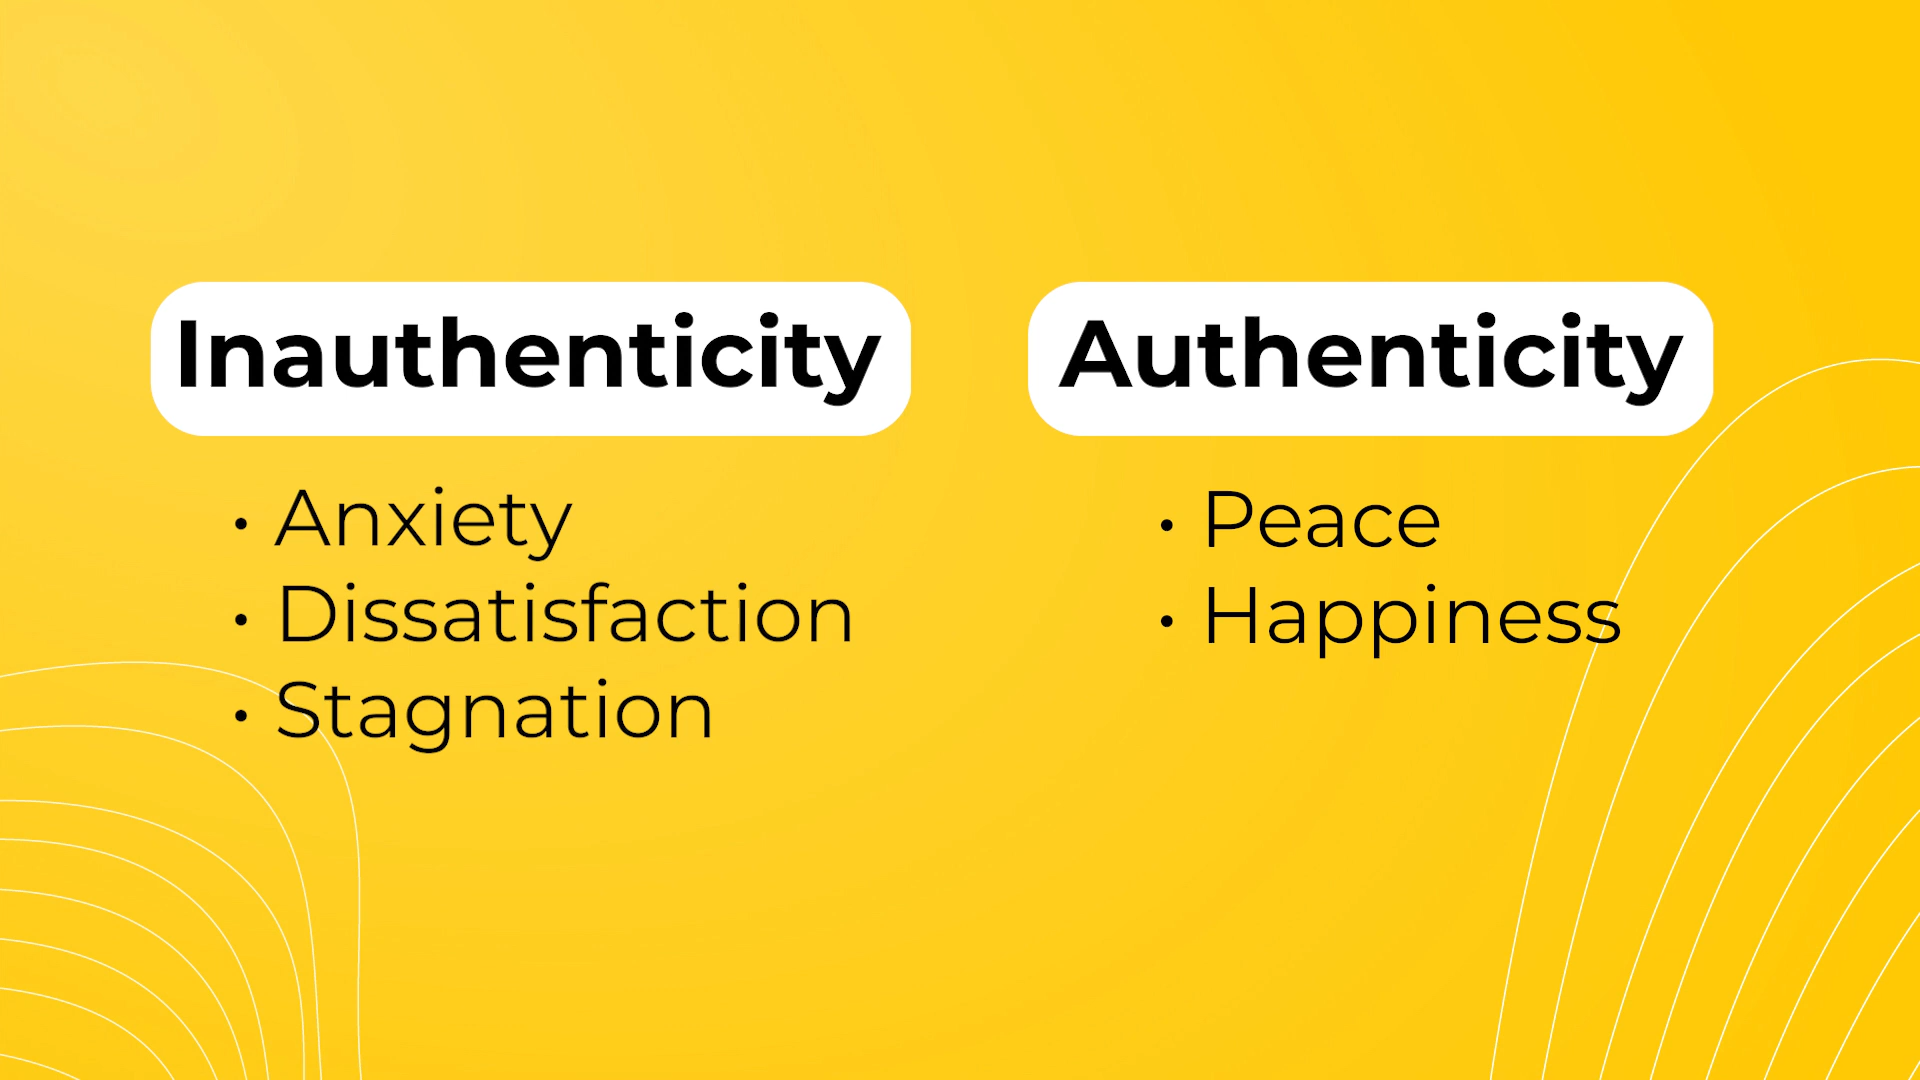 Inauthenticity
• Anxiety
• Dissatisfaction
• Stagnation
Authenticity
• Peace
• Happiness